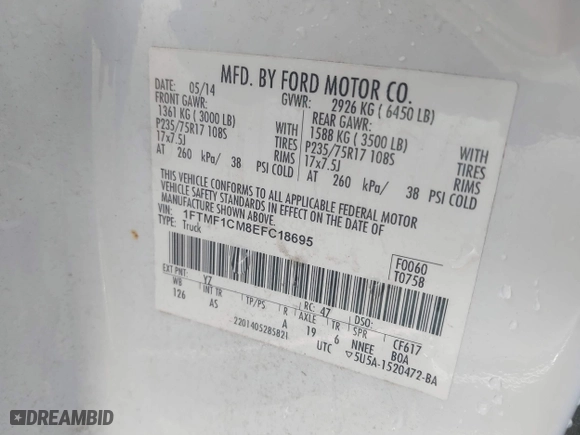 MFD. BY FORD MOTOR CO.
DATE: 05/14 GVWR: 2926 KG ( 6450 LB)
FRONT GAWR: REAR GAWR:
1361 KG ( 3000 LB) WITH 1588 KG ( 3500 LB) WITH
P235/75R17 108S TIRES P235/75R17 108S TIRES
17x7.5J RIMS 17x7.5J RIMS
AT 260 kPa/ 38 PSI COLD AT 260 kPa/ 38 PSI COLD
THIS VEHICLE CONFORMS TO ALL APPLICABLE FEDERAL MOTOR
VEHICLE SAFETY STANDARDS IN EFFECT ON THE DATE OF
MANUFACTURE SHOWN ABOVE.
VIN: 1FTMF1CM8EFC18695
TYPE: Truck
F0060
T0758
EXT PNT: YZ RC: 47 DSO:
WB INT TR TP/PS R AXLE TR SPR CF617
126 AS A 19 6 NNEE B0A
2201405285821 UTC ▽5U5A-1520472-BA
DREAMBID